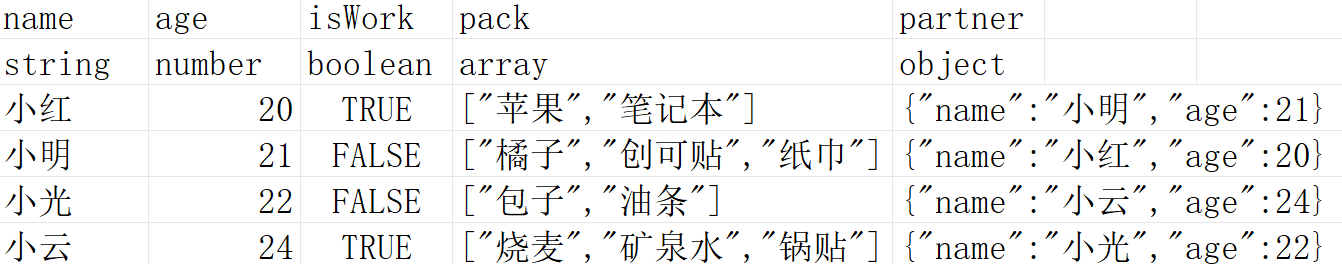 name age isWork pack partner
string number boolean array object
小红 20 TRUE ["苹果","笔记本"] {"name":"小明","age":21}
小明 21 FALSE ["橘子","创可贴","纸巾"] {"name":"小红","age":20}
小光 22 FALSE ["包子","油条"] {"name":"小云","age":24}
小云 24 TRUE ["烧麦","矿泉水","锅贴"] {"name":"小光","age":22}